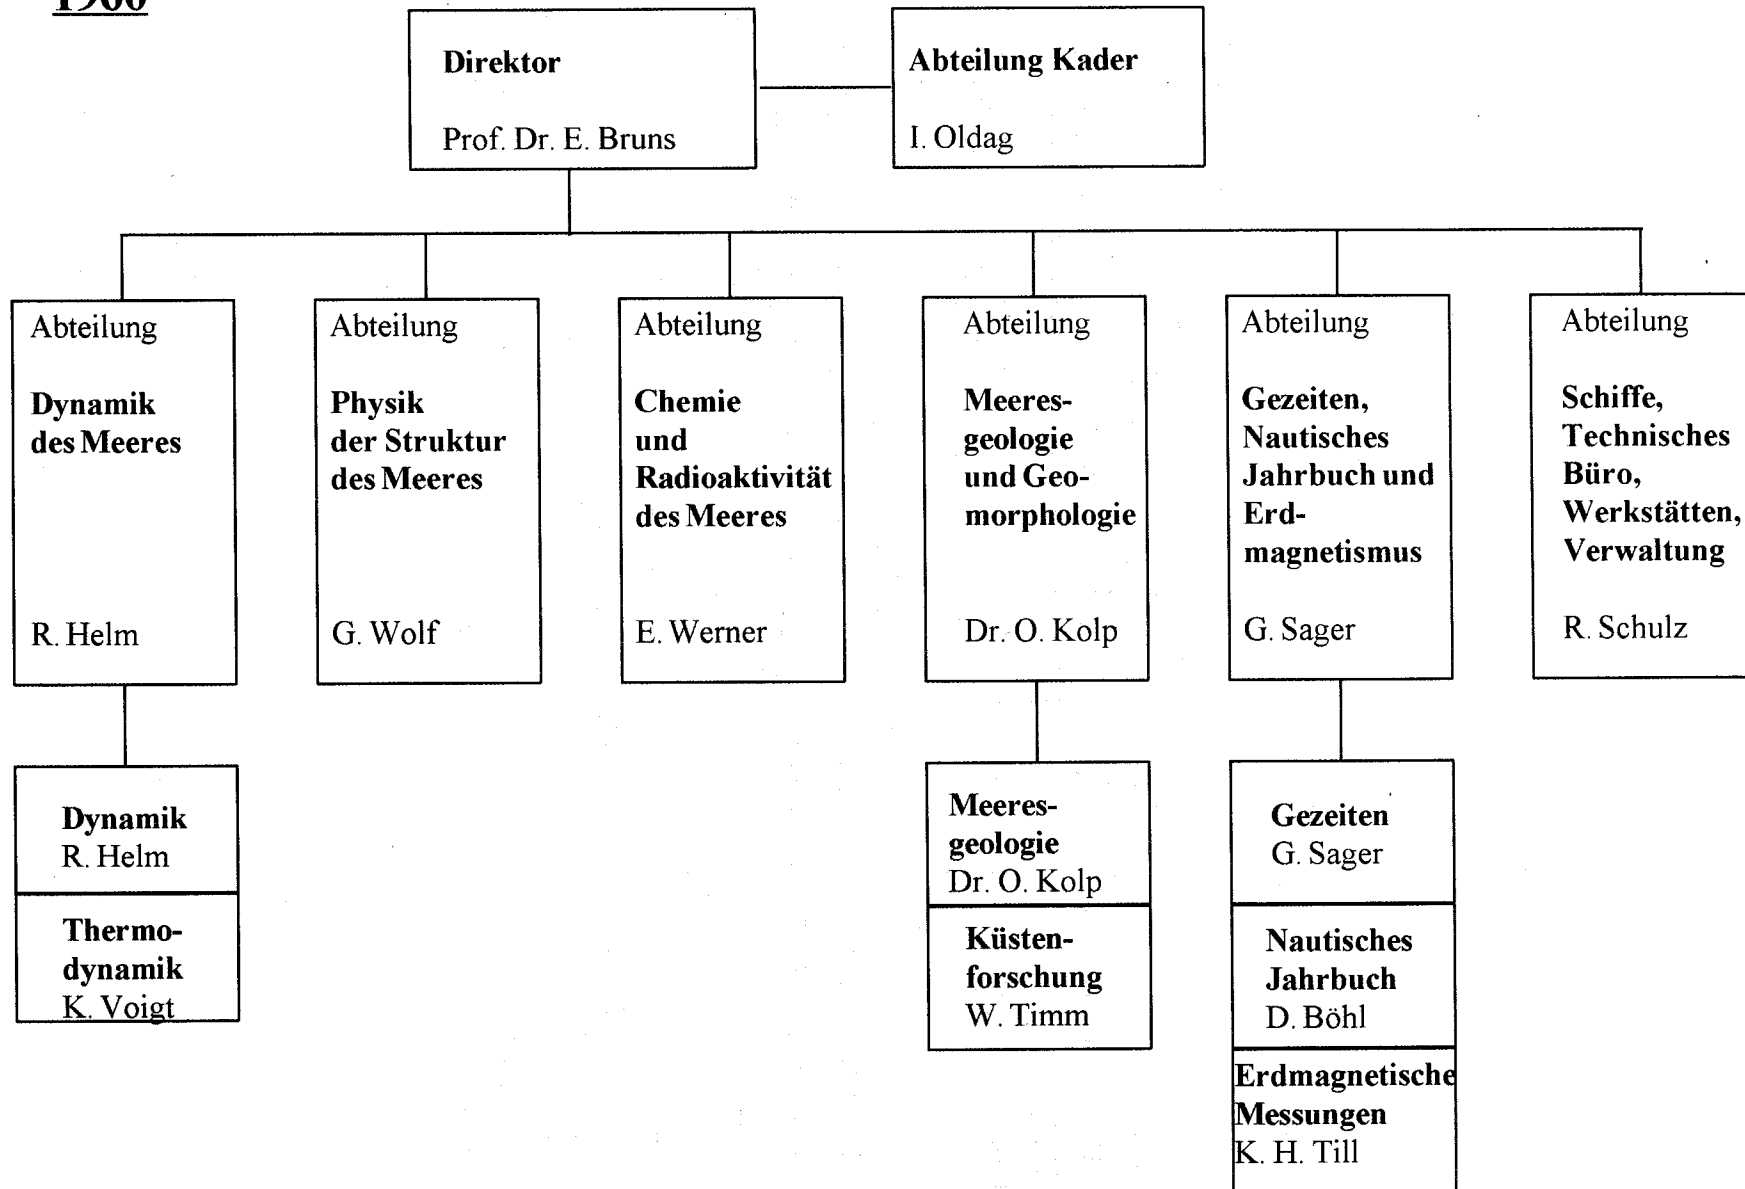 1960
Direktor
Prof. Dr. E. Bruns
Abteilung Kader
I. Oldag
Abteilung
Dynamik
des Meeres
R. Helm
Abteilung
Physik
der Struktur
des Meeres
G. Wolf
Abteilung
Chemie
und
Radioaktivität
des Meeres
E. Werner
Abteilung
Meeres-
geologie
und Geo-
morphologie
Dr. O. Kolp
Abteilung
Gezeiten,
Nautisches
Jahrbuch und
Erd-
magnetismus
G. Sager
Abteilung
Schiffe,
Technisches
Büro,
Werkstätten,
Verwaltung
R. Schulz
Dynamik
R. Helm
Thermo-
dynamik
K. Voigt
Meeres-
geologie
Dr. O. Kolp
Küsten-
forschung
W. Timm
Gezeiten
G. Sager
Nautisches
Jahrbuch
D. Böhl
Erdmagnetische
Messungen
K. H. Till